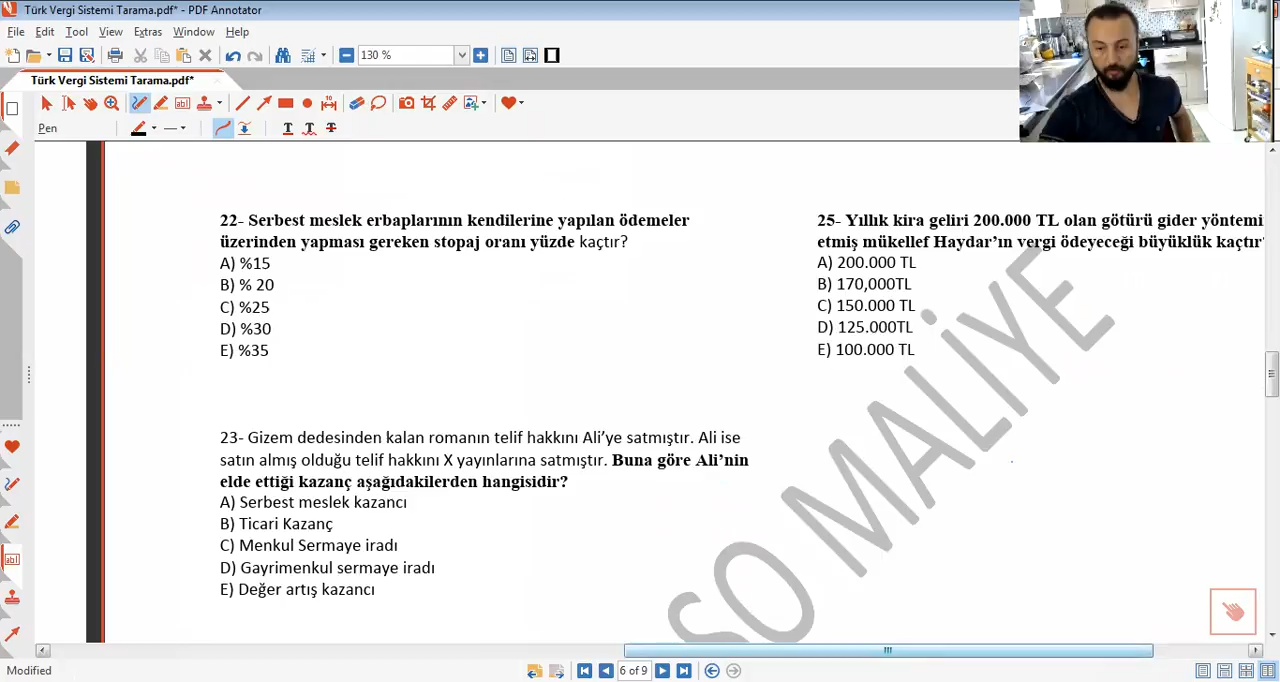 Türk Vergi Sistemi Tarama.pdf* - PDF Annotator
File Edit Tool View Extras Window Help
130 %
Türk Vergi Sistemi Tarama.pdf*
Pen
22- Serbest meslek erbaplarının kendilerine yapılan ödemeler
üzerinden yapması gereken stopaj oranı yüzde kaçtır?
A) %15
B) % 20
C) %25
D) %30
E) %35
23- Gizem dedesinden kalan romanın telif hakkını Ali'ye satmıştır. Ali ise
satın almış olduğu telif hakkını X yayınlarına satmıştır. Buna göre Ali'nin
elde ettiği kazanç aşağıdakilerden hangisidir?
A) Serbest meslek kazancı
B) Ticari Kazanç
C) Menkul Sermaye iradı
D) Gayrimenkul sermaye iradı
E) Değer artış kazancı
25- Yıllık kira geliri 200.000 TL olan götürü gider yöntemi
etmiş mükellef Haydar'ın vergi ödeyeceği büyüklük kaçtır
A) 200.000 TL
B) 170,000TL
C) 150.000 TL
D) 125.000TL
E) 100.000 TL
SO MALİYE
Modified
6 of 9